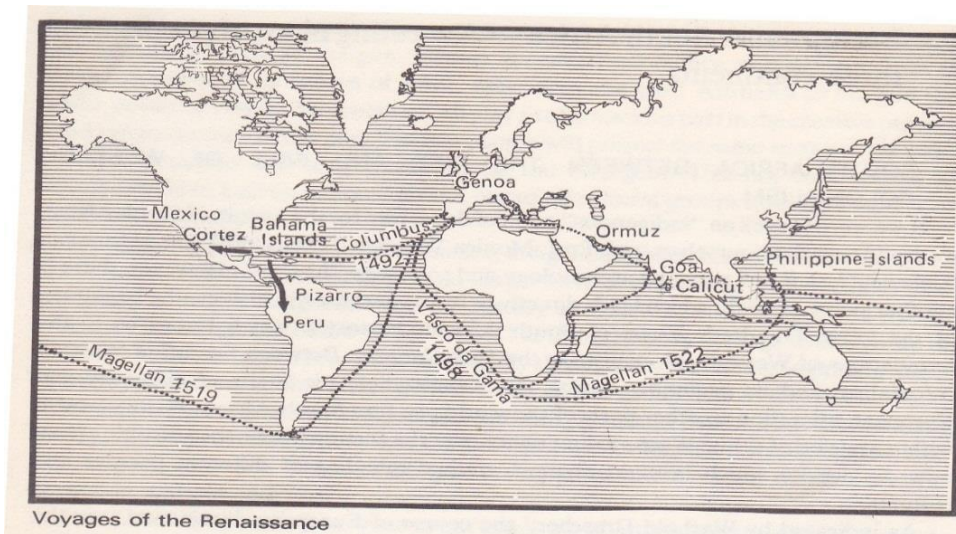 Genoa
Mexico
Cortez
Bahama
Islands
Columbus
1492
Ormuz
Goa
Calicut
Philippine Islands
Pizarro
Peru
Vasco da Gama
1498
Magellan 1519
Magellan 1522
Voyages of the Renaissance